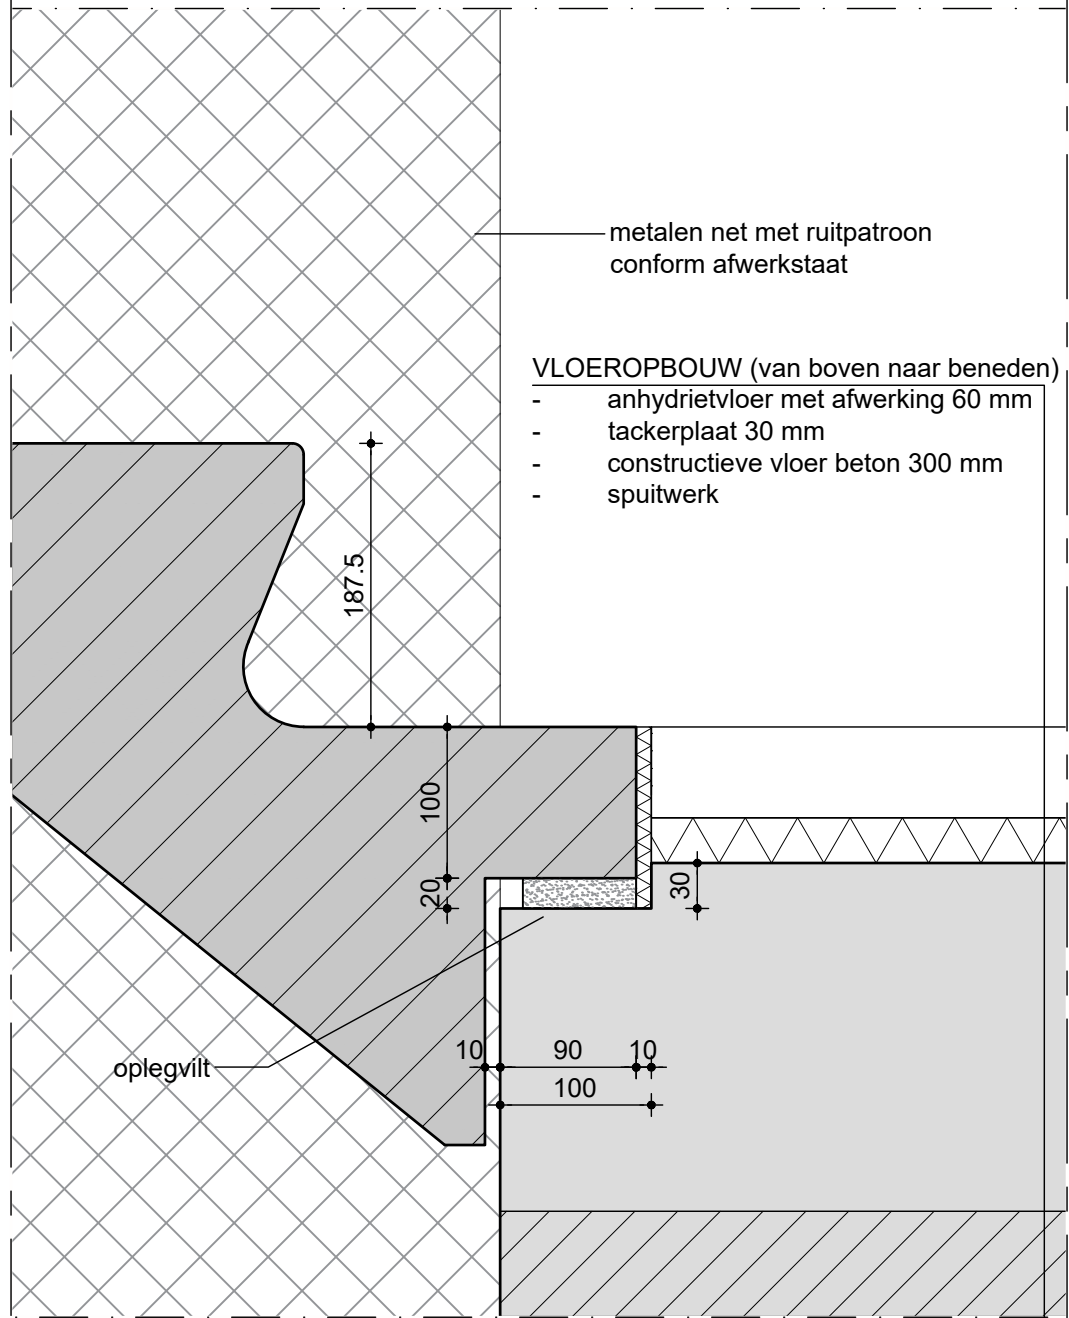 metalen net met ruitpatroon
conform afwerkstaat
VLOEROPBOUW (van boven naar beneden)
- anhydrietvloer met afwerking 60 mm
- tackerplaat 30 mm
- constructieve vloer beton 300 mm
- spuitwerk
187.5
100
20
30
10 90 10
100
oplegvilt